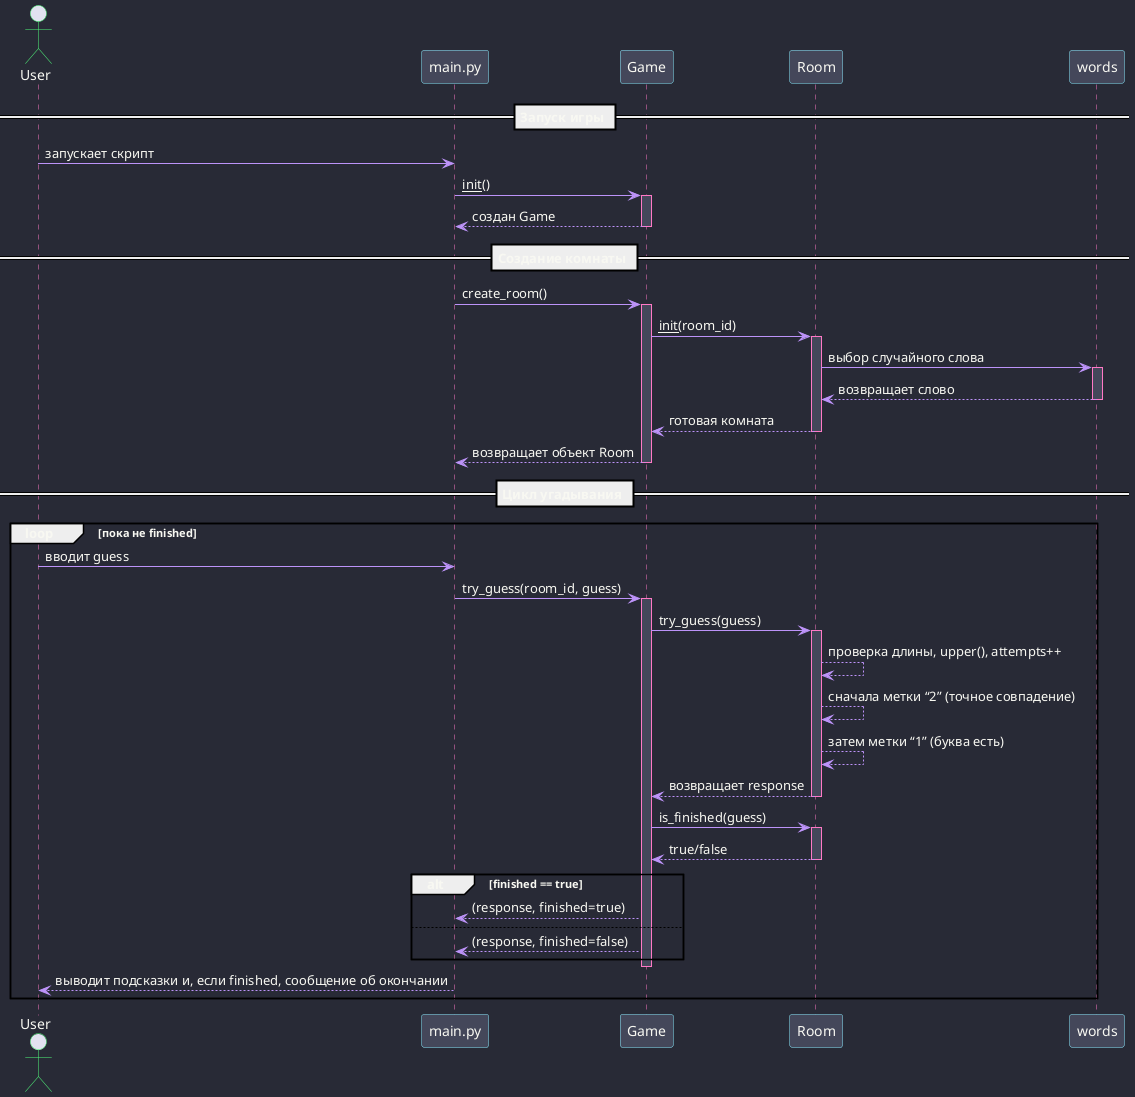 User
main.py
Game
Room
words
Запуск игры
запускает скрипт
init()
создан Game
Создание комнаты
create_room()
init(room_id)
выбор случайного слова
возвращает слово
готовая комната
возвращает объект Room
Цикл угадывания
loop [пока не finished]
вводит guess
try_guess(room_id, guess)
try_guess(guess)
проверка длины, upper(), attempts++
сначала метки “2” (точное совпадение)
затем метки “1” (буква есть)
возвращает response
is_finished(guess)
true/false
alt [finished == true]
(response, finished=true)
(response, finished=false)
выводит подсказки и, если finished, сообщение об окончании
User
main.py
Game
Room
words